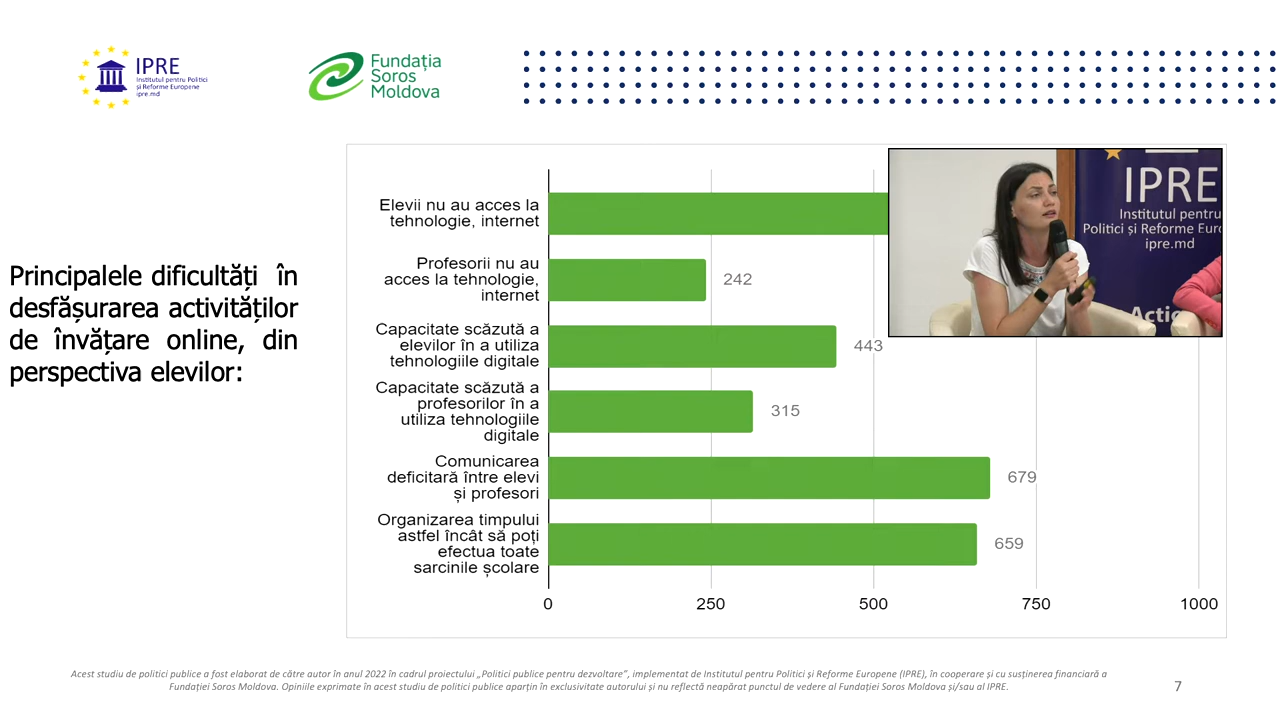 IPRE
Institutul pentru Politici
și Reforme Europene
ipre.md
Fundația
Soros
Moldova
Principalele dificultăți în
desfășurarea activităților
de învățare online, din
perspectiva elevilor:
Elevii nu au acces la
tehnologie, internet
Profesorii nu au
acces la tehnologie,
internet
242
Capacitate scăzută a
elevilor în a utiliza
tehnologiile digitale
443
Capacitate scăzută a
profesorilor în a
utiliza tehnologiile
digitale
315
Comunicarea
deficitară între elevi
și profesori
679
Organizarea timpului
astfel încât să poți
efectua toate
sarcinile școlare
659
0 250 500 750 1000
IPRE
Institutul pentru
Politici și Reforme Euro
ipre.md
Actio
Acest studiu de politici publice a fost elaborat de către autor în anul 2022 în cadrul proiectului „Politici publice pentru dezvoltare”, implementat de Institutul pentru Politici și Reforme Europene (IPRE), în cooperare și cu susținerea financiară a
Fundației Soros Moldova. Opiniile exprimate în acest studiu de politici publice aparțin în exclusivitate autorului și nu reflectă neapărat punctul de vedere al Fundației Soros Moldova și/sau al IPRE.
7